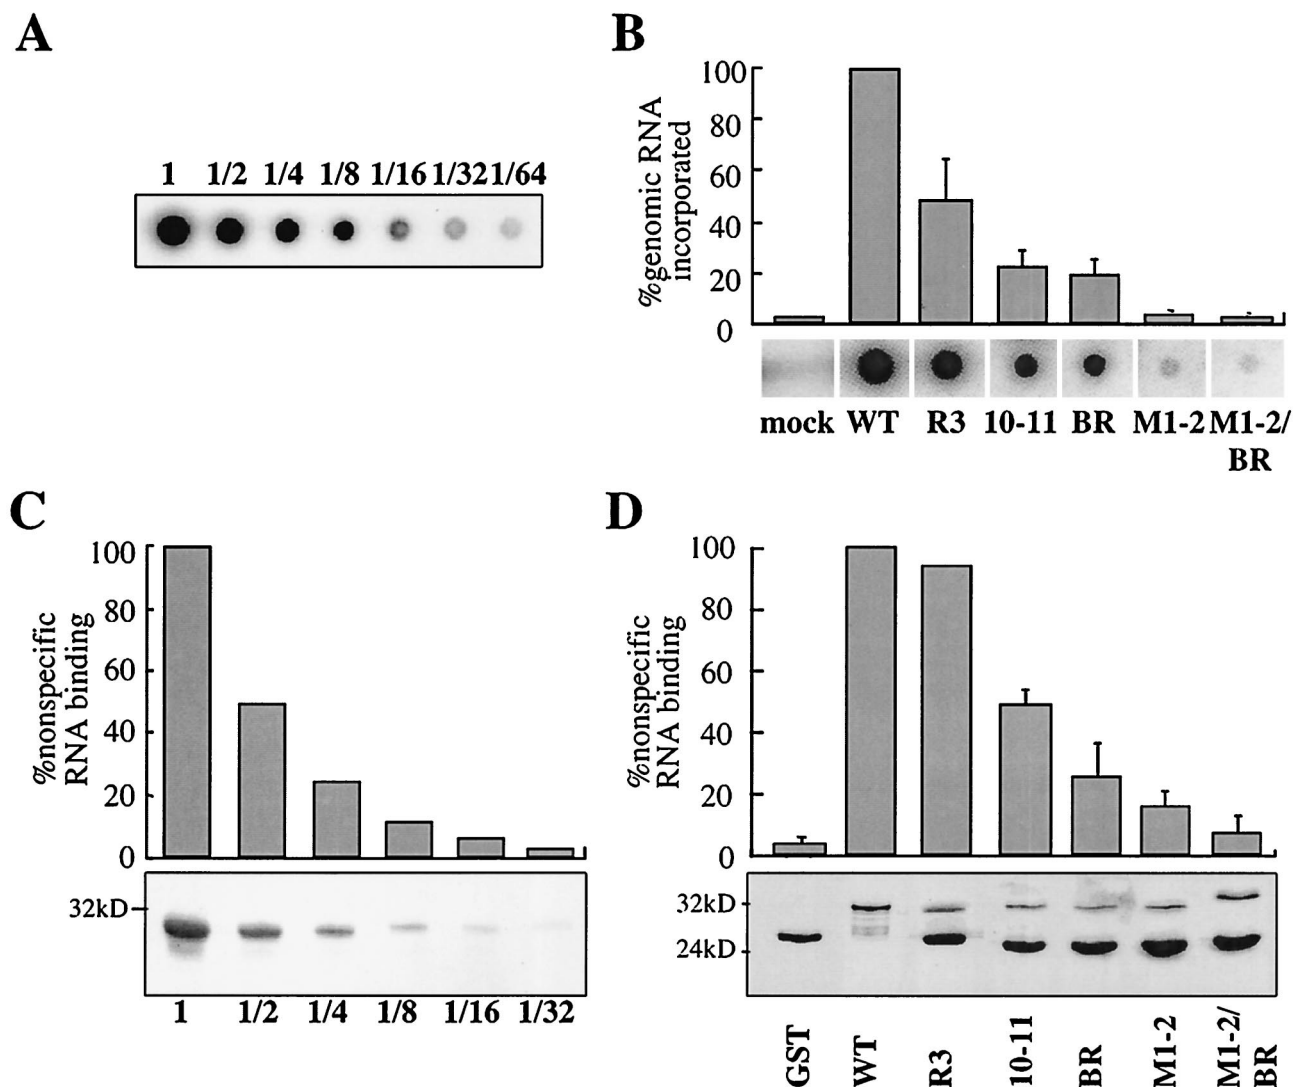 A
1 1/2 1/4 1/8 1/16 1/32 1/64
B
%genomic RNA
incorporated
100
80
60
40
20
0
mock WT R3 10-11 BR M1-2 M1-2/
BR
C
%nonspecific
RNA binding
100
80
60
40
20
0
32kD
1 1/2 1/4 1/8 1/16 1/32
D
%nonspecific
RNA binding
100
80
60
40
20
0
32kD
24kD
GST
WT
R3
10-11
BR
M1-2
M1-2/
BR